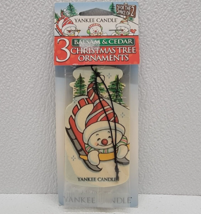 YANKEE CANDLE
BALSAM & CEDAR
3 CHRISTMAS TREE
ORNAMENTS
YANKEE CANDLE